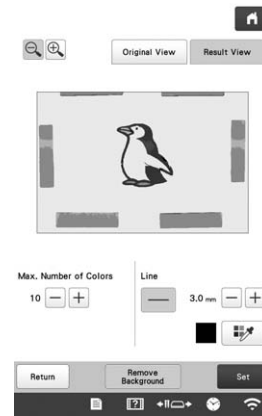 Original View
Result View
Max. Number of Colors
Line
10 − +
3.0 mm − +
Return
Remove
Background
Set